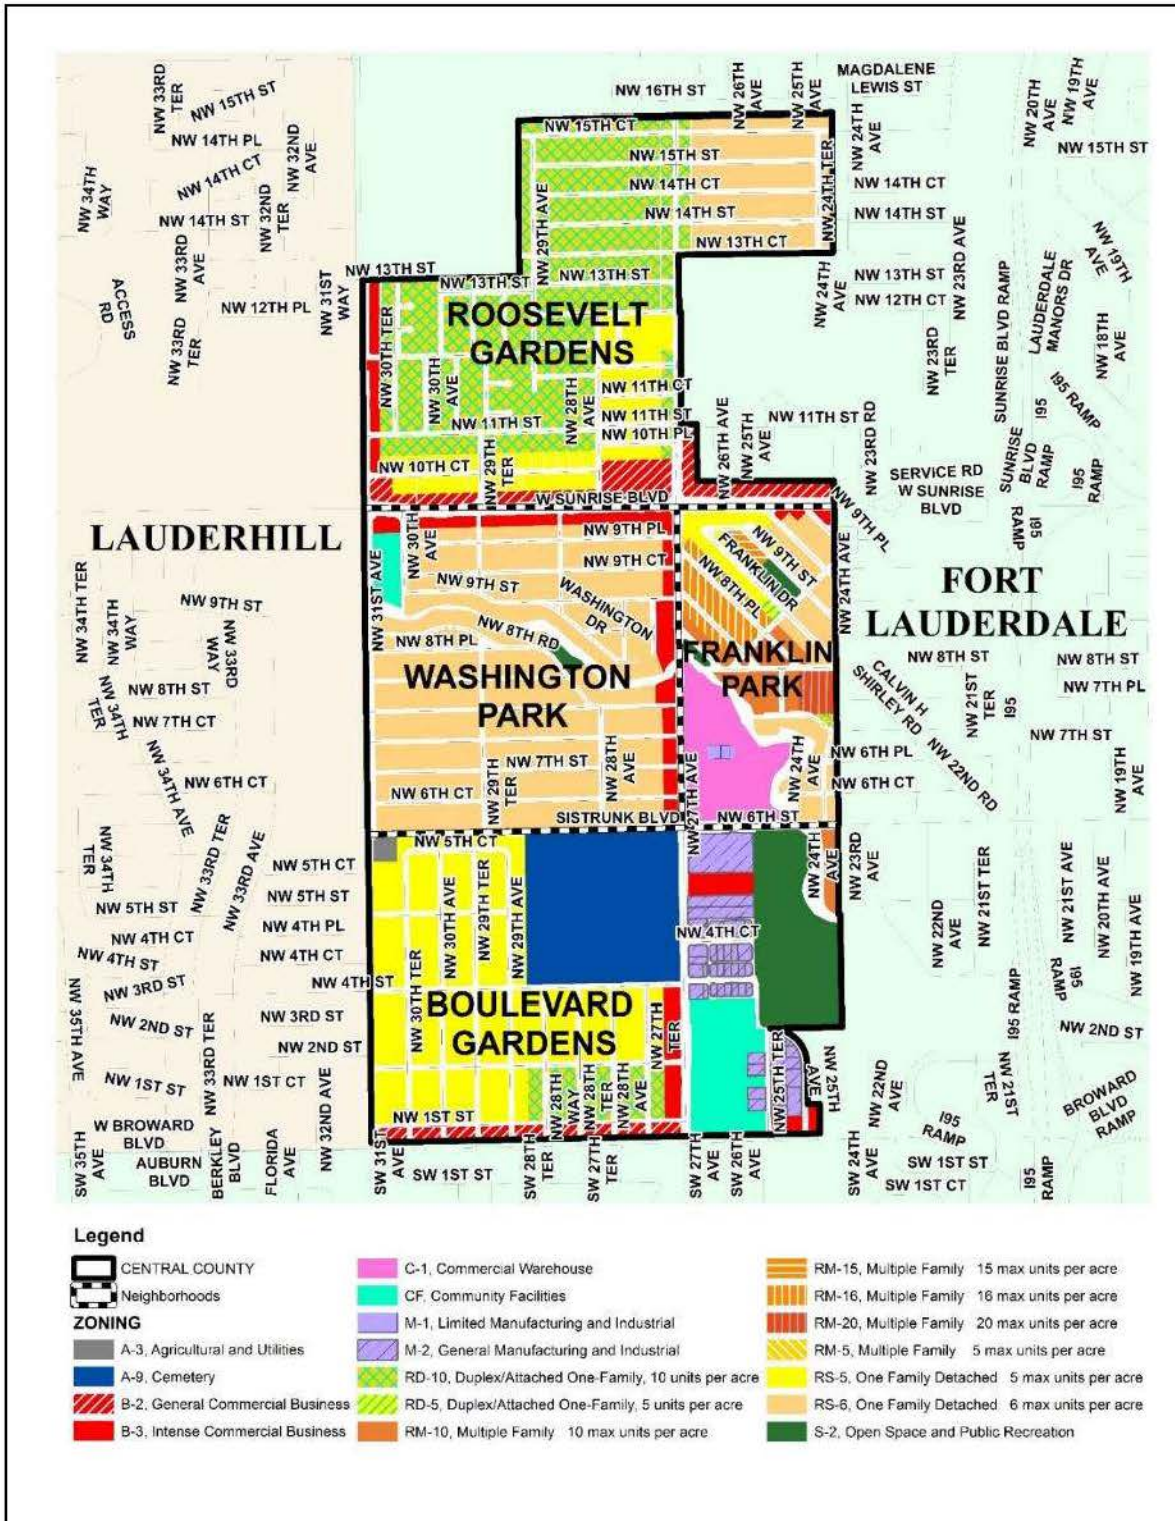 MAGDALENE
LEWIS ST
NW 16TH ST
NW 26TH
AVE
NW 25TH
AVE
NW 24TH
AVE
NW 20TH
AVE
NW 19TH
AVE
NW 33RD
TER
NW 15TH ST
NW 14TH PL
NW 32ND
AVE
NW 14TH CT
NW 34TH
WAY
NW 32ND
TER
NW 14TH ST
NW 15TH CT
NW 15TH ST
NW 15TH ST
NW 14TH CT
NW 14TH CT
NW 14TH ST
NW 14TH ST
NW 13TH CT
NW 24TH TER
NW 29TH AVE
NW 23RD AVE
NW 19TH
AVE
NW 33RD
AVE
ACCESS
RD
NW 31ST
WAY
NW 13TH ST
NW 13TH ST
NW 13TH ST
NW 13TH ST
NW 12TH CT
NW 24TH
AVE
SUNRISE BLVD RAMP
LAUDERDALE
MANORS DR
NW 12TH PL
NW 33RD
TER
ROOSEVELT
GARDENS
NW 30TH TER
NW 30TH
AVE
NW 28TH
AVE
NW 23RD
TER
NW 18TH
AVE
I95 RAMP
I95
NW 11TH CT
NW 11TH ST
NW 11TH ST
NW 10TH PL
NW 11TH ST
NW 26TH AVE
NW 25TH
AVE
NW 23RD RD
NW 10TH CT
NW 29TH
TER
W SUNRISE BLVD
SERVICE RD
W SUNRISE
BLVD
SUNRISE
BLVD
RAMP
I95
RAMP
I95
RAMP
NW 9TH PL
LAUDERHILL
FORT
LAUDERDALE
NW 31ST AVE
NW 30TH
AVE
NW 9TH PL
NW 9TH CT
NW 9TH ST
WASHINGTON
DR
NW 9TH ST
FRANKLIN DR
NW 8TH PL
NW 24TH AVE
NW 34TH TER
NW 34TH
WAY
NW 9TH ST
NW 33RD
WAY
NW 8TH PL
NW 8TH RD
WASHINGTON
PARK
FRANKLIN
PARK
NW 8TH ST
NW 7TH CT
NW 34TH
TER
NW 8TH ST
NW 8TH ST
NW 7TH PL
CALVIN H
SHIRLEY RD
NW 21ST
TER
I95
NW 7TH ST
NW 34TH AVE
NW 6TH CT
NW 7TH ST
NW 6TH CT
NW 29TH
TER
NW 28TH
AVE
NW 27TH AVE
NW 24TH
AVE
NW 6TH PL
NW 6TH CT
NW 22ND RD
NW 19TH
AVE
SISTRUNK BLVD
NW 6TH ST
NW 34TH
TER
NW 33RD TER
NW 33RD AVE
NW 5TH CT
NW 5TH CT
NW 5TH ST
NW 5TH ST
NW 4TH PL
NW 4TH CT
NW 4TH CT
NW 4TH ST
NW 4TH ST
NW 30TH TER
NW 30TH AVE
NW 29TH TER
NW 29TH AVE
NW 4TH CT
NW 24TH
AVE
NW 23RD
AVE
NW 22ND
AVE
NW 21ST TER
NW 21ST AVE
NW 20TH AVE
NW 19TH AVE
I95
RAMP
I95 RAMP
NW 35TH AVE
NW 3RD ST
NW 2ND ST
NW 33RD TER
NW 3RD ST
NW 2ND ST
BOULEVARD
GARDENS
NW 27TH
TER
NW 2ND ST
NW 1ST ST
NW 1ST CT
NW 32ND AVE
NW 1ST ST
NW 28TH
WAY
NW 28TH
TER
NW 28TH
AVE
NW 25TH TER
NW 25TH
AVE
NW 22ND
AVE
NW 21ST
TER
BROWARD
BLVD
RAMP
I95
RAMP
W BROWARD
BLVD
SW 35TH
AVE
AUBURN
BLVD
BERKLEY
BLVD
FLORIDA
AVE
SW 31ST
AVE
SW 1ST ST
SW 28TH
TER
SW 27TH
TER
SW 27TH
AVE
SW 26TH
AVE
SW 24TH
AVE
SW 1ST ST
SW 1ST CT
I95
RAMP
Legend
CENTRAL COUNTY
Neighborhoods
ZONING
A-3, Agricultural and Utilities
A-9, Cemetery
B-2, General Commercial Business
B-3, Intense Commercial Business
C-1, Commercial Warehouse
CF, Community Facilities
M-1, Limited Manufacturing and Industrial
M-2, General Manufacturing and Industrial
RD-10, Duplex/Attached One-Family, 10 units per acre
RD-5, Duplex/Attached One-Family, 5 units per acre
RM-10, Multiple Family 10 max units per acre
RM-15, Multiple Family 15 max units per acre
RM-16, Multiple Family 16 max units per acre
RM-20, Multiple Family 20 max units per acre
RM-5, Multiple Family 5 max units per acre
RS-5, One Family Detached 5 max units per acre
RS-6, One Family Detached 6 max units per acre
S-2, Open Space and Public Recreation